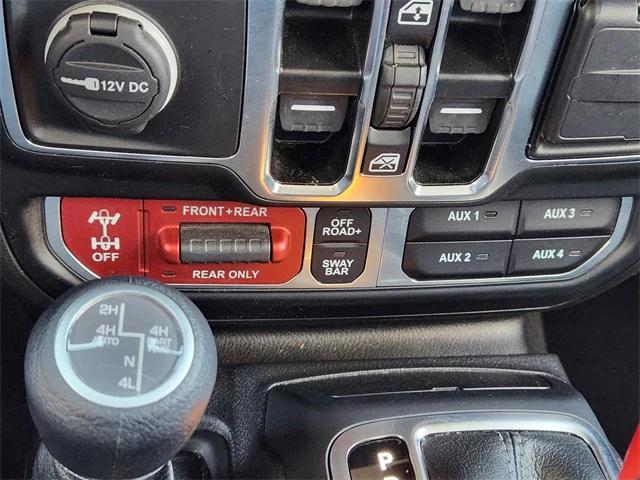 12V DC
FRONT+REAR
OFF
REAR ONLY
OFF
ROAD+
SWAY
BAR
AUX 1
AUX 3
AUX 2
AUX 4
2H
4H
AUTO
4H
PART
TIME
N
4L
P